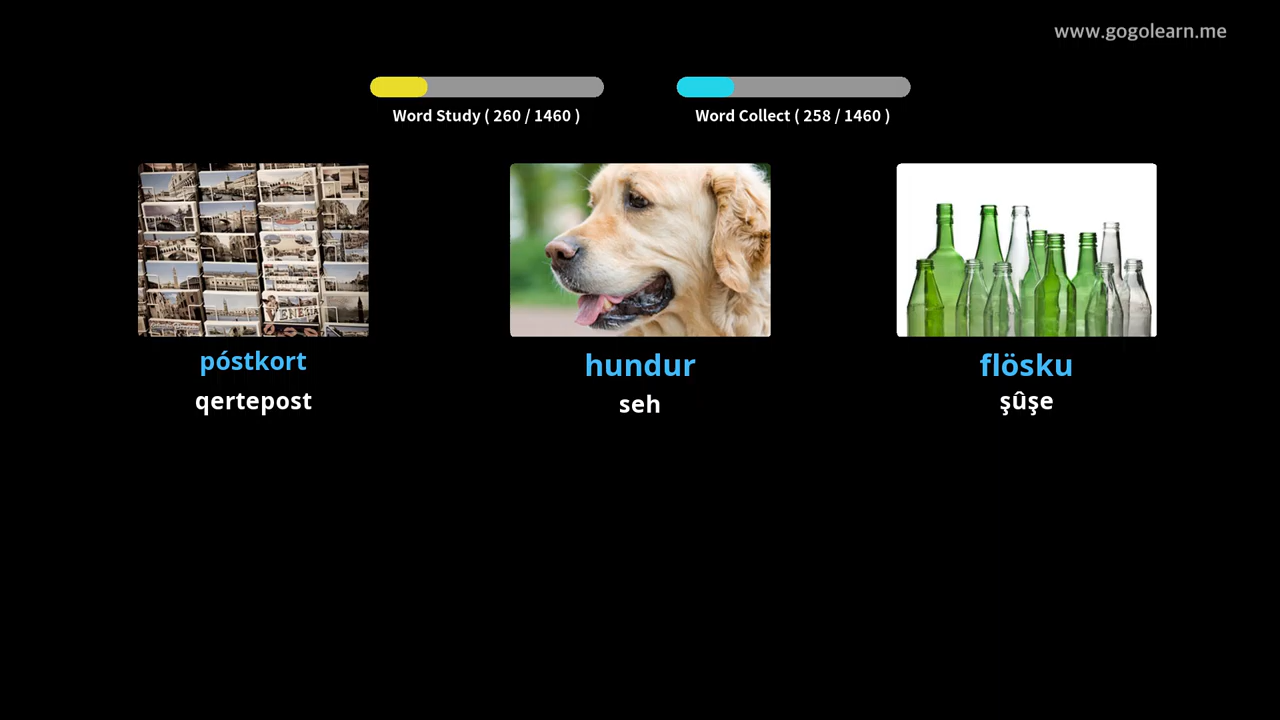 www.gogolearn.me
Word Study ( 260 / 1460 )
Word Collect ( 258 / 1460 )
póstkort
hundur
flösku
qertepost
seh
şûşe